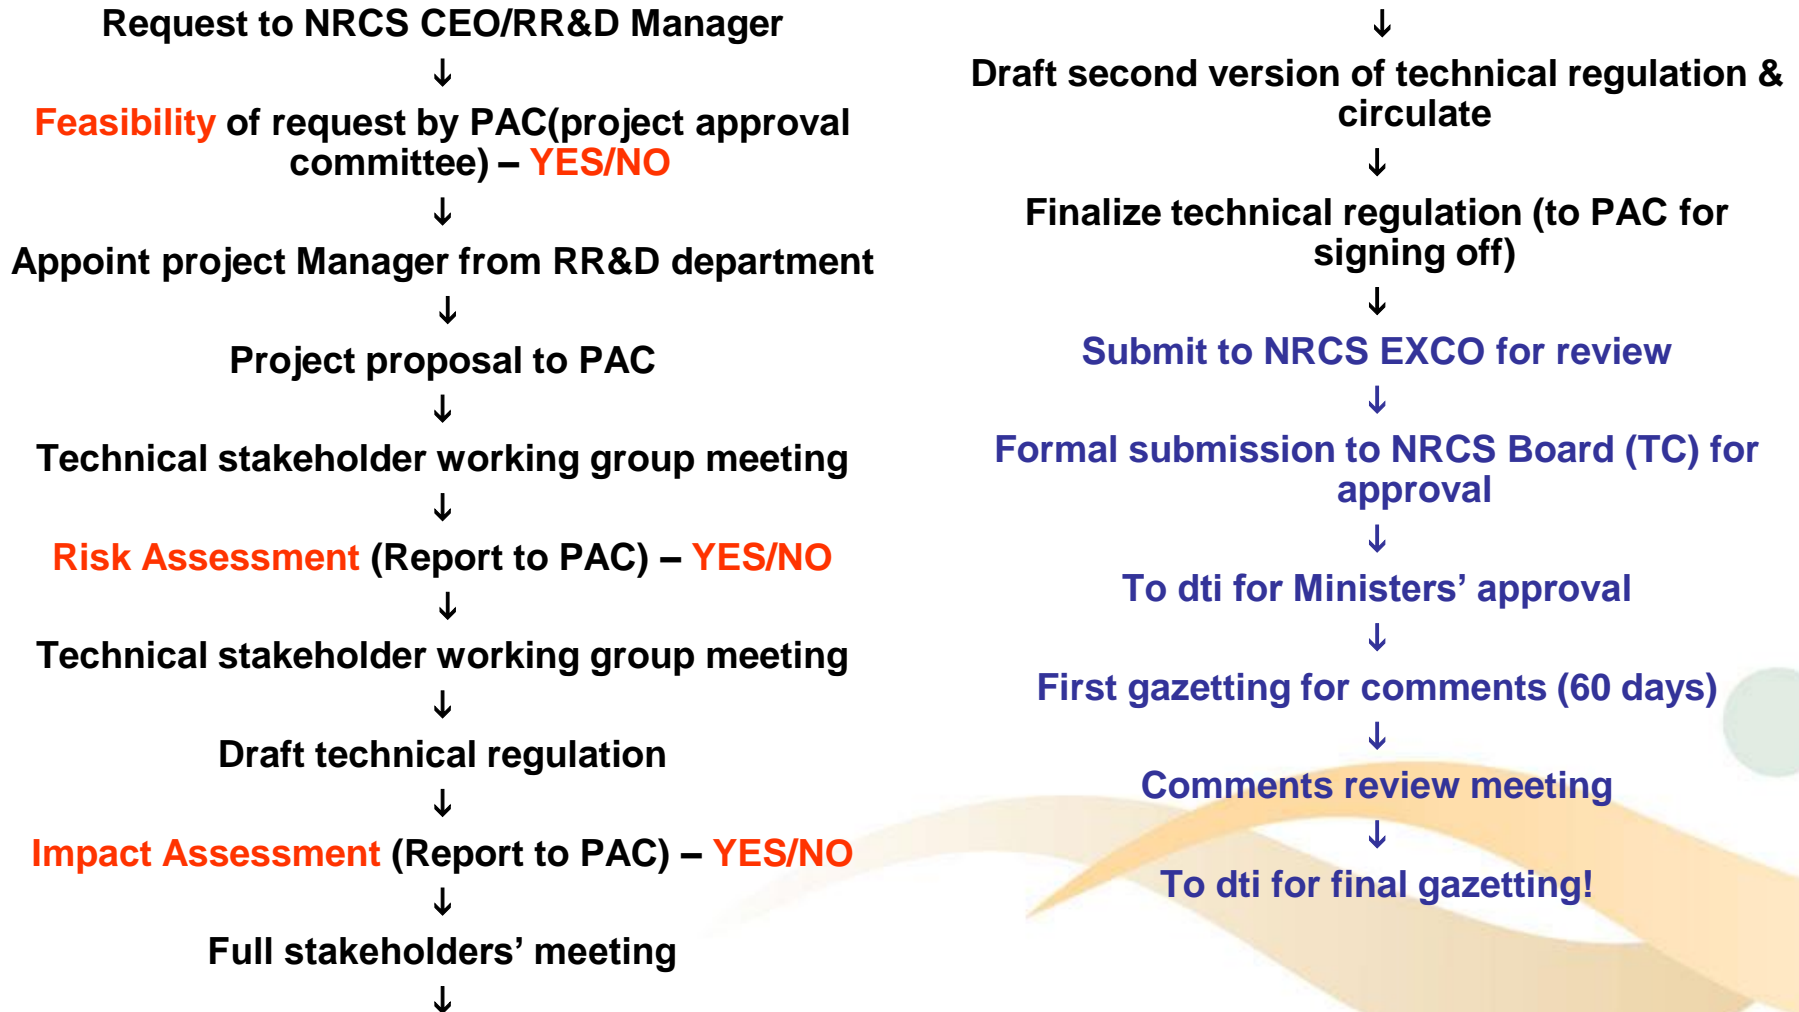 Request to NRCS CEO/RR&D Manager
↓
Feasibility of request by PAC(project approval
committee) – YES/NO
↓
Appoint project Manager from RR&D department
↓
Project proposal to PAC
↓
Technical stakeholder working group meeting
↓
Risk Assessment (Report to PAC) – YES/NO
↓
Technical stakeholder working group meeting
↓
Draft technical regulation
↓
Impact Assessment (Report to PAC) – YES/NO
↓
Full stakeholders’ meeting
↓
↓
Draft second version of technical regulation &
circulate
↓
Finalize technical regulation (to PAC for
signing off)
↓
Submit to NRCS EXCO for review
↓
Formal submission to NRCS Board (TC) for
approval
↓
To dti for Ministers’ approval
↓
First gazetting for comments (60 days)
↓
Comments review meeting
↓
To dti for final gazetting!